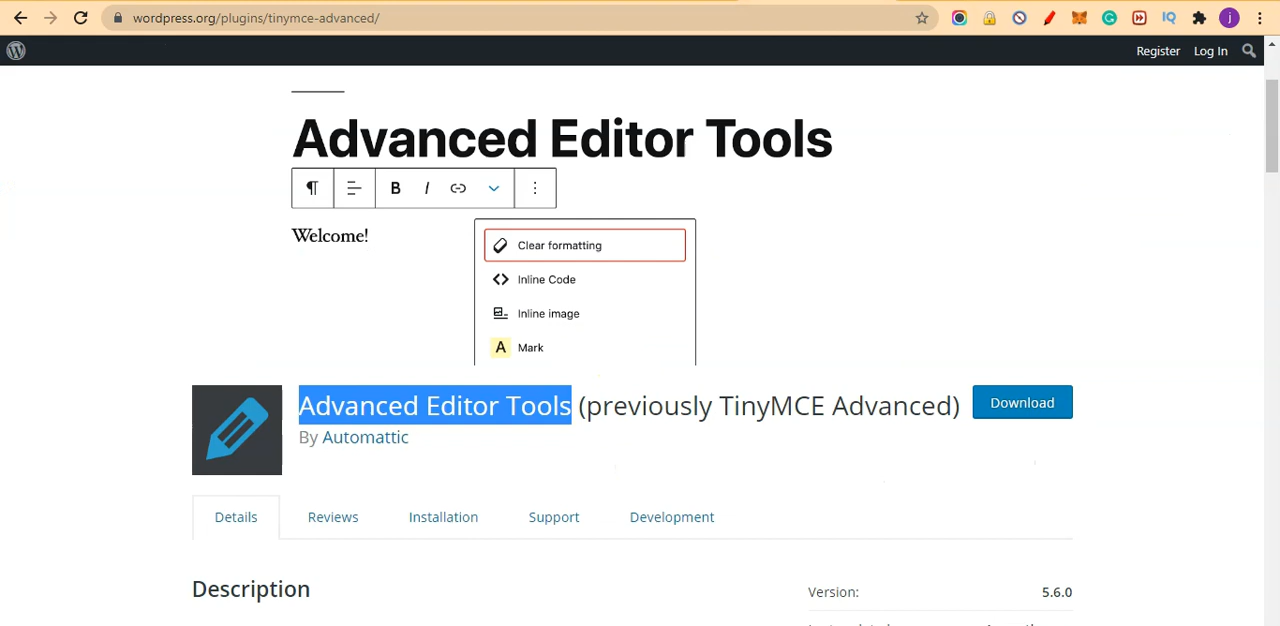 wordpress.org/plugins/tinymce-advanced/
IQ
j
Register
Log In
Advanced Editor Tools
B
I
Welcome!
Clear formatting
Inline Code
Inline image
A
Mark
Advanced Editor Tools (previously TinyMCE Advanced)
Download
By Automattic
Details
Reviews
Installation
Support
Development
Description
Version:
5.6.0